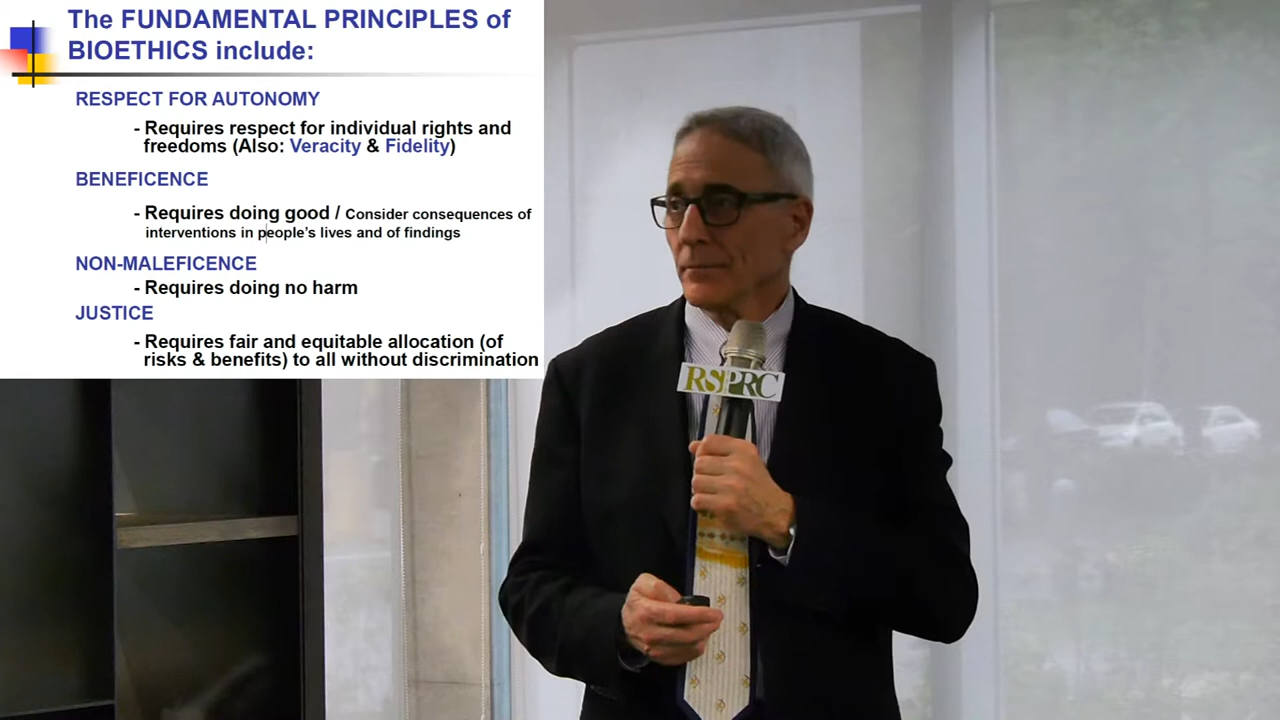 The FUNDAMENTAL PRINCIPLES of
BIOETHICS include:
RESPECT FOR AUTONOMY
- Requires respect for individual rights and
freedoms (Also: Veracity & Fidelity)
BENEFICENCE
- Requires doing good / Consider consequences of
interventions in people's lives and of findings
NON-MALEFICENCE
- Requires doing no harm
JUSTICE
- Requires fair and equitable allocation (of
risks & benefits) to all without discrimination
RSPRC